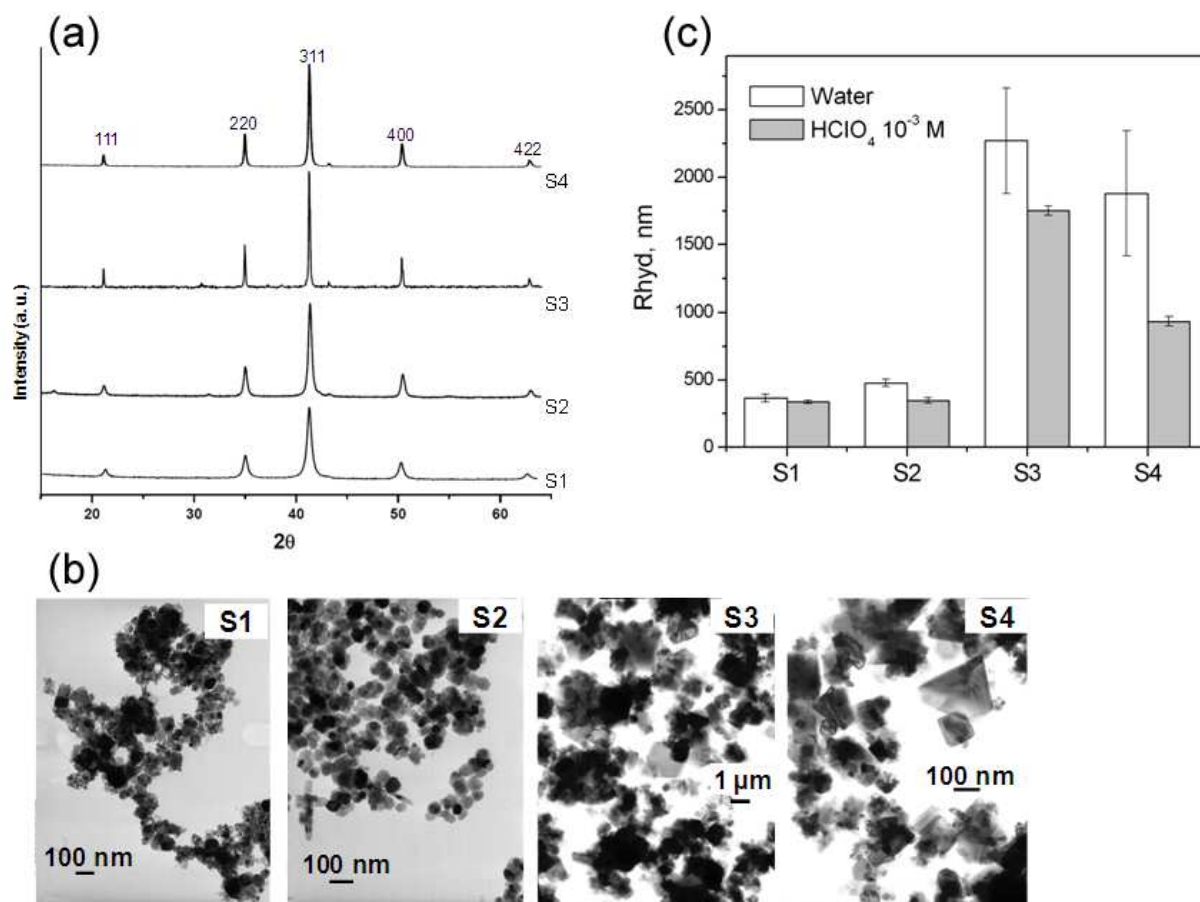 (a)
311
220
111
400
422
S4
S3
S2
S1
Intensity (a.u.)
20
30
40
50
60
2θ
(c)
Water
HClO₄ 10⁻³ M
2500
2000
1500
1000
500
0
Rhyd, nm
S1
S2
S3
S4
(b)
S1
S2
S3
S4
100 nm
100 nm
1 μm
100 nm